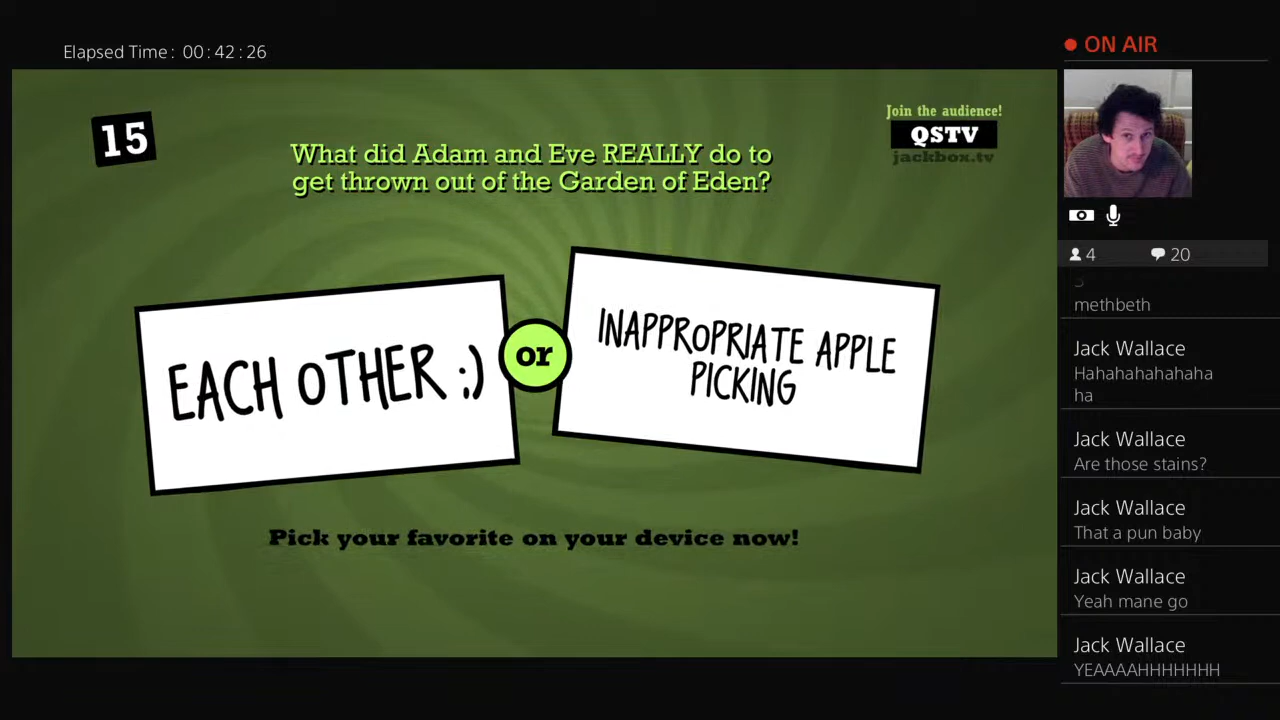 Elapsed Time: 00:42:26
ON AIR
15
What did Adam and Eve REALLY do to
get thrown out of the Garden of Eden?
Join the audience!
QSTV
jackbox.tv
EACH OTHER ;)
or
INAPPROPRIATE APPLE
PICKING
Pick your favorite on your device now!
4
20
methbeth
Jack Wallace
Hahahahahahaha
ha
Jack Wallace
Are those stains?
Jack Wallace
That a pun baby
Jack Wallace
Yeah mane go
Jack Wallace
YEAAAAHHHHHHH